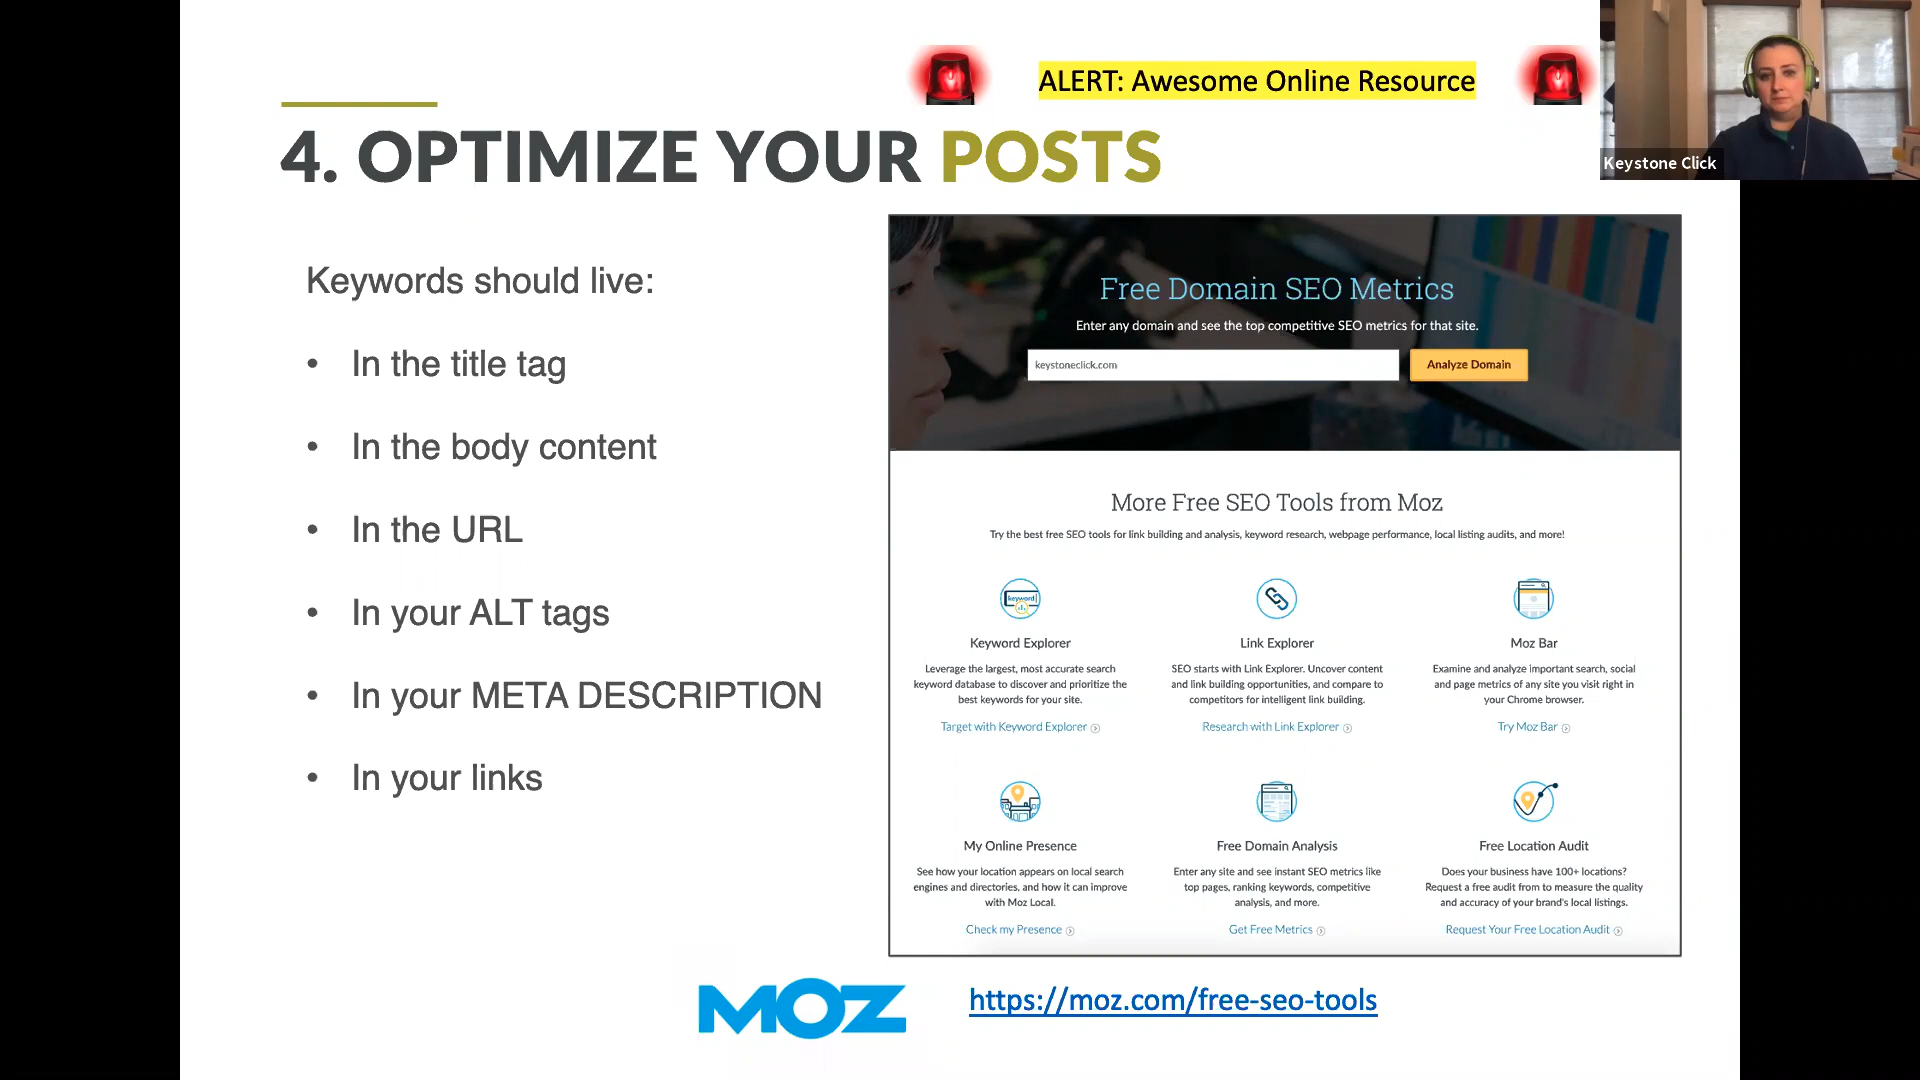 ALERT: Awesome Online Resource
Keystone Click
4. OPTIMIZE YOUR POSTS
Keywords should live:
• In the title tag
• In the body content
• In the URL
• In your ALT tags
• In your META DESCRIPTION
• In your links
Free Domain SEO Metrics
Enter any domain and see the top competitive SEO metrics for that site.
keystoneclick.com
Analyze Domain
More Free SEO Tools from Moz
Try the best free SEO tools for link building and analysis, keyword research, webpage performance, local listing audits, and more!
keyword
Keyword Explorer
Leverage the largest, most accurate search
keyword database to discover and prioritize the
best keywords for your site.
Target with Keyword Explorer
Link Explorer
SEO starts with Link Explorer. Uncover content
and link building opportunities, and compare to
competitors for intelligent link building.
Research with Link Explorer
Moz Bar
Examine and analyze important search, social
and page metrics of any site you visit right in
your Chrome browser.
Try Moz Bar
My Online Presence
See how your location appears on local search
engines and directories, and how it can improve
with Moz Local.
Check my Presence
Free Domain Analysis
Enter any site and see instant SEO metrics like
top pages, ranking keywords, competitive
analysis, and more.
Get Free Metrics
Free Location Audit
Does your business have 100+ locations?
Request a free audit from to measure the quality
and accuracy of your brand's local listings.
Request Your Free Location Audit
MOZ
https://moz.com/free-seo-tools